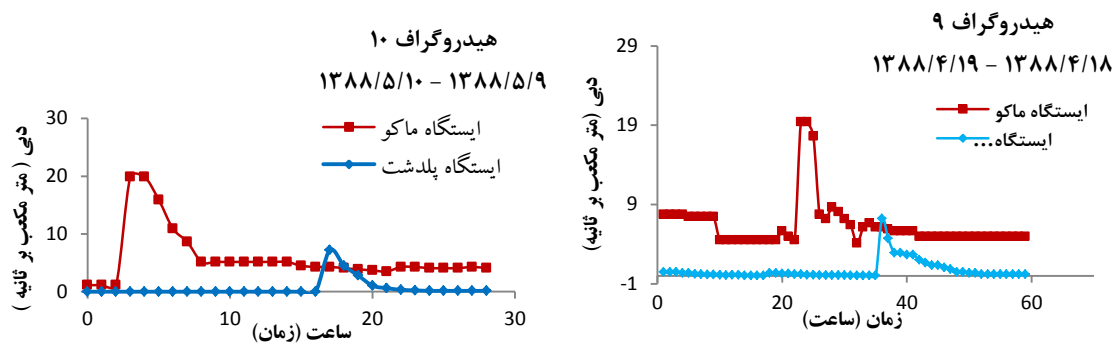 هیدروگراف ۱۰
۱۳۸۸/۵/۹ – ۱۳۸۸/۵/۱۰
ایستگاه ماکو
ایستگاه پلدشت
دبی ( متر مکعب بر ثانیه )
30
20
10
0
0 10 20 30
ساعت (زمان)
هیدروگراف ۹
۱۳۸۸/۴/۱۸ – ۱۳۸۸/۴/۱۹
ایستگاه ماکو
ایستگاه...
دبی (متر مکعب بر ثانیه)
29
19
9
-1
0 20 40 60
زمان (ساعت)